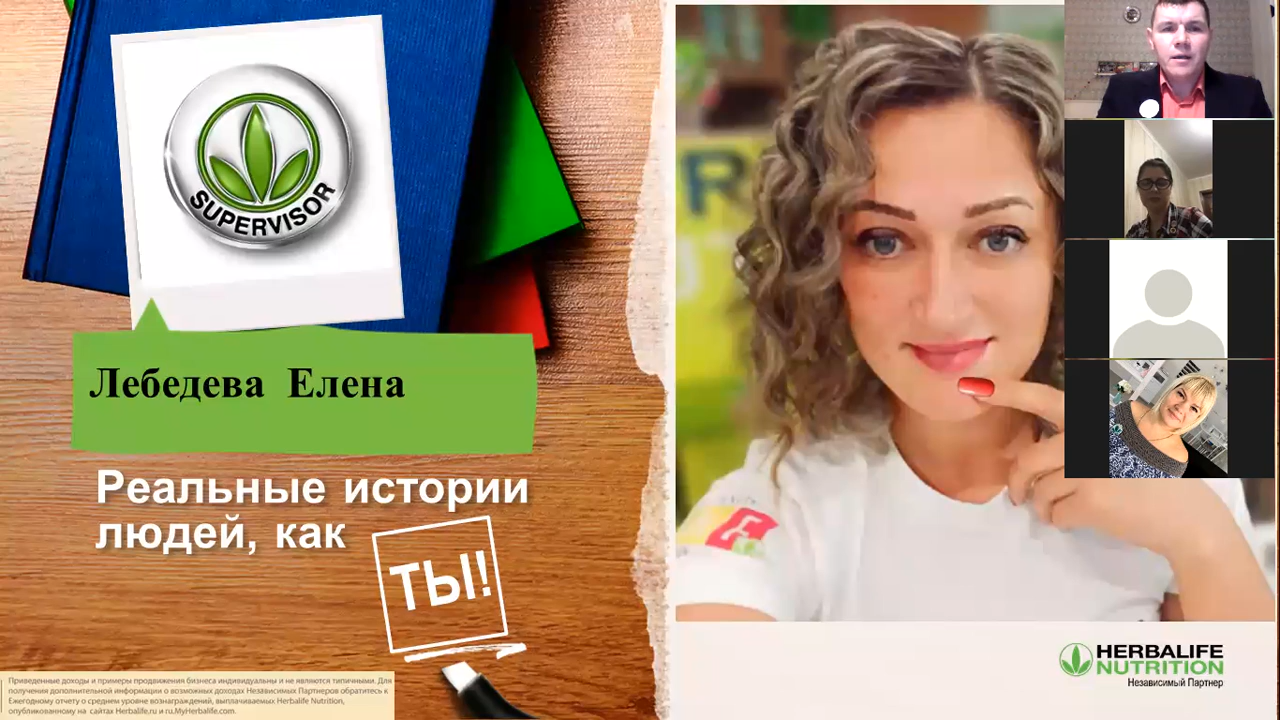 SUPERVISOR
Лебедева Елена
Реальные истории
людей, как
ТЫ!
Приведенные доходы и примеры продвижения бизнеса индивидуальны и не являются типичными. Для
получения дополнительной информации о возможных доходах Независимых Партнеров обратитесь к
Ежегодному отчету о среднем уровне вознаграждений, выплачиваемых Herbalife Nutrition,
опубликованному на сайтах Herbalife.ru и ru.MyHerbalife.com.
R
HERBALIFE
NUTRITION
Независимый Партнер